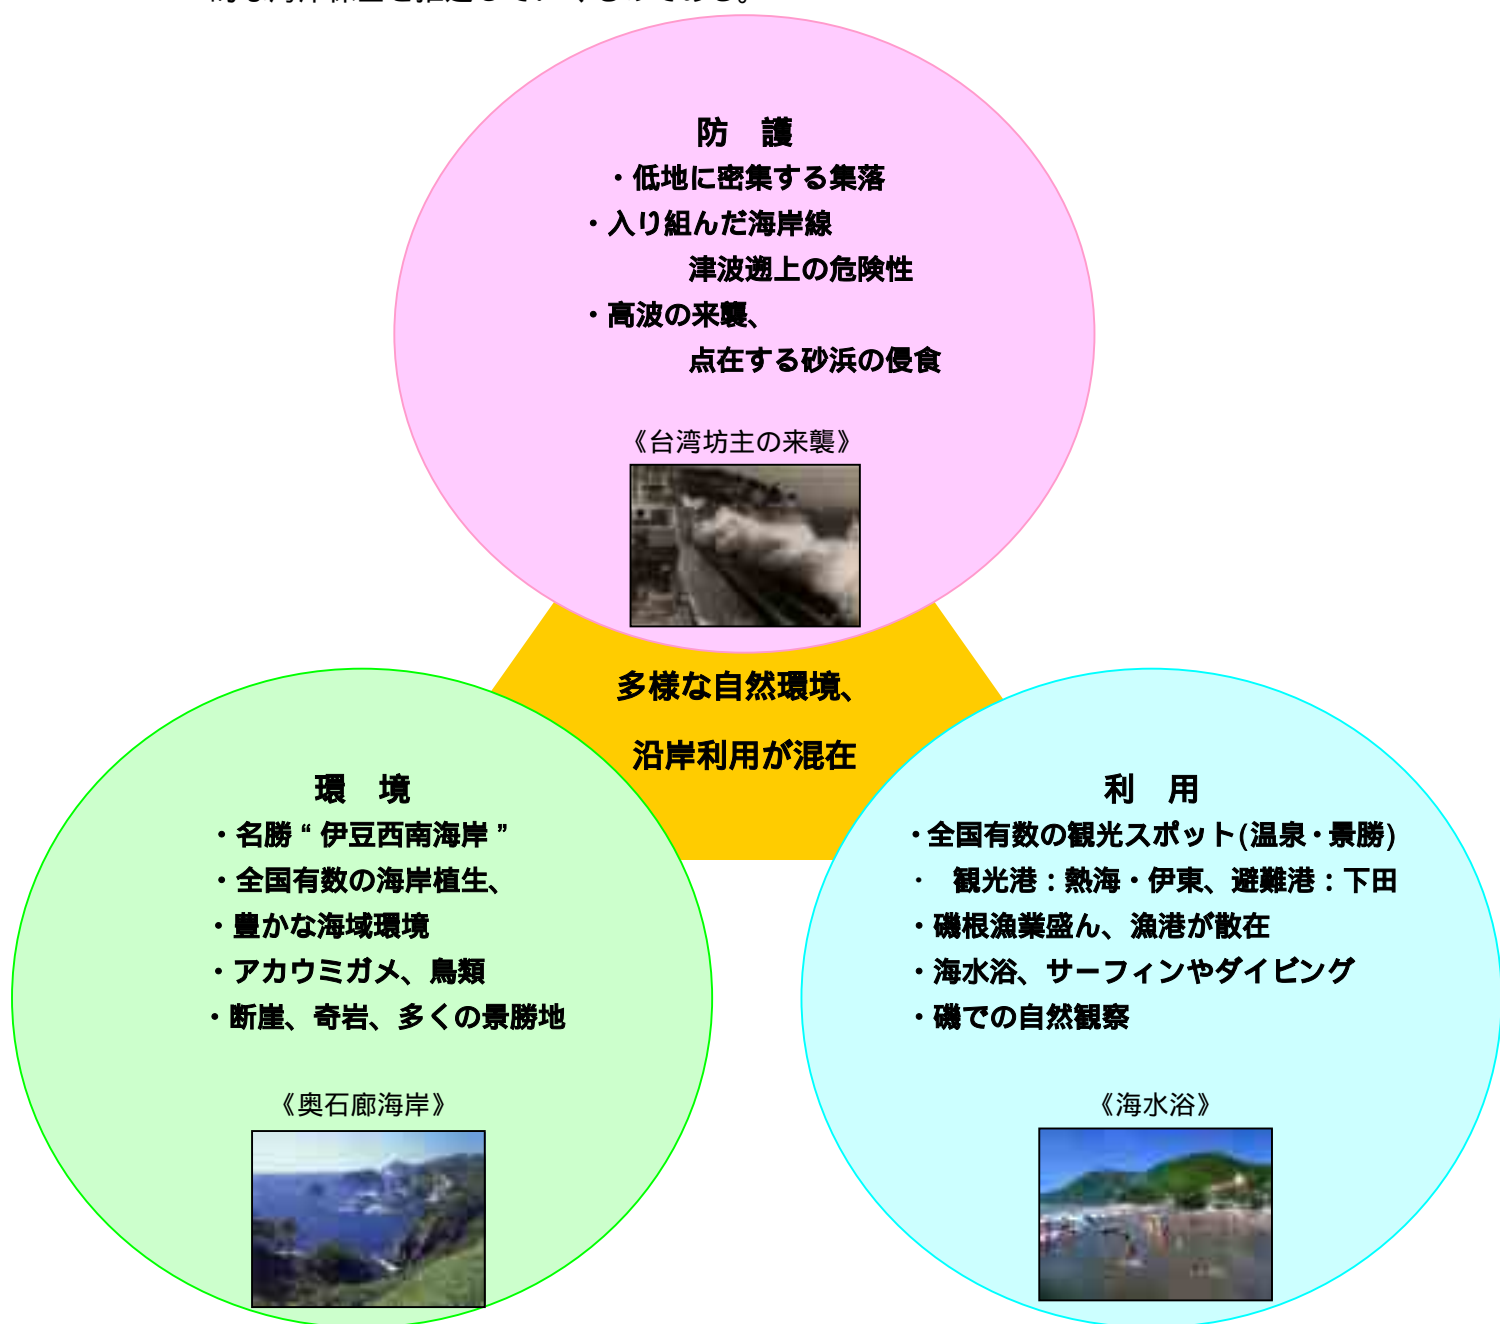 防　護
・低地に密集する集落
・入り組んだ海岸線
津波遡上の危険性
・高波の来襲、
点在する砂浜の侵食
《台湾坊主の来襲》
多様な自然環境、
沿岸利用が混在
環　境
・名勝“伊豆西南海岸”
・全国有数の海岸植生、
・豊かな海域環境
・アカウミガメ、鳥類
・断崖、奇岩、多くの景勝地
《奥石廊海岸》
利　用
・全国有数の観光スポット(温泉・景勝)
・　観光港：熱海・伊東、避難港：下田
・磯根漁業盛ん、漁港が散在
・海水浴、サーフィンやダイビング
・磯での自然観察
《海水浴》